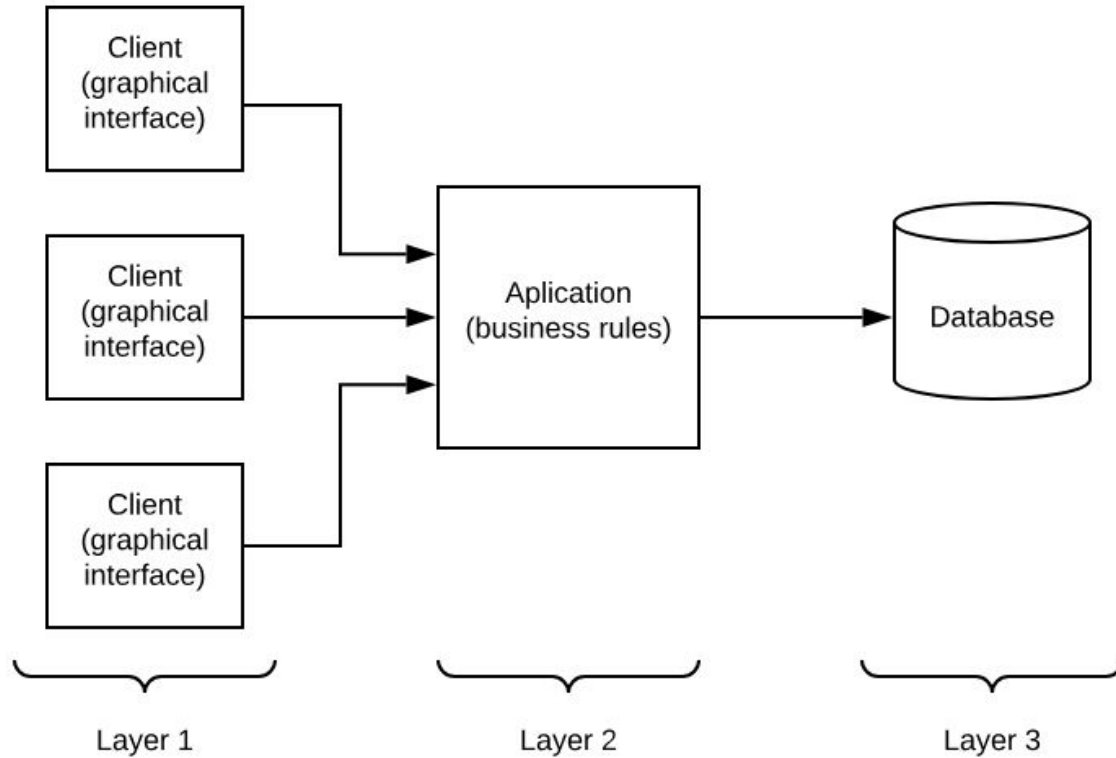 Client
(graphical
interface)
Client
(graphical
interface)
Client
(graphical
interface)
Aplication
(business rules)
Database
Layer 1
Layer 2
Layer 3